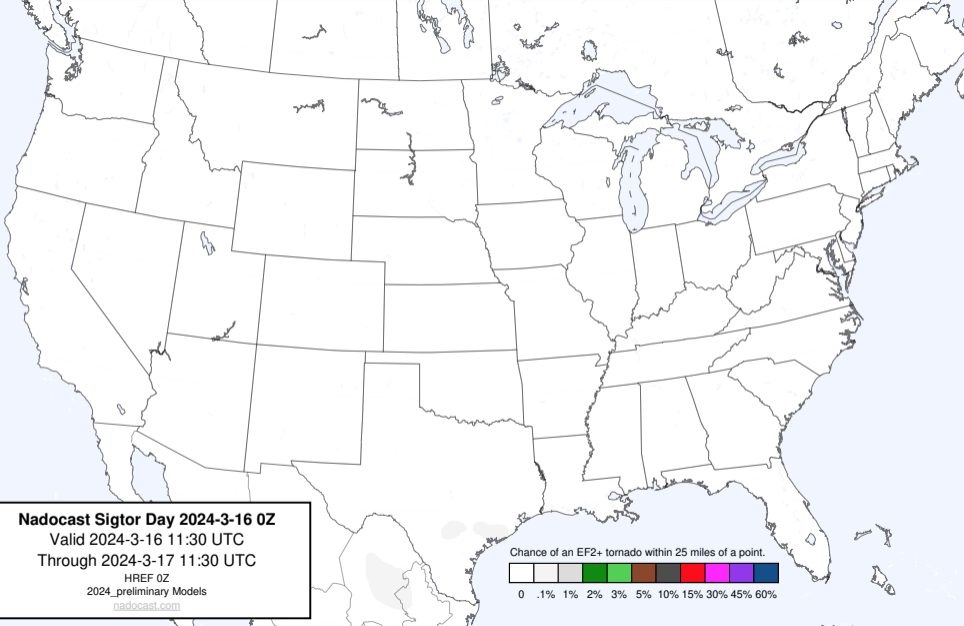 Nadocast Sigtor Day 2024-3-16 0Z
Valid 2024-3-16 11:30 UTC
Through 2024-3-17 11:30 UTC
HREF 0Z
2024_preliminary Models
nadocast.com
Chance of an EF2+ tornado within 25 miles of a point.
0 .1% 1% 2% 3% 5% 10% 15% 30% 45% 60%